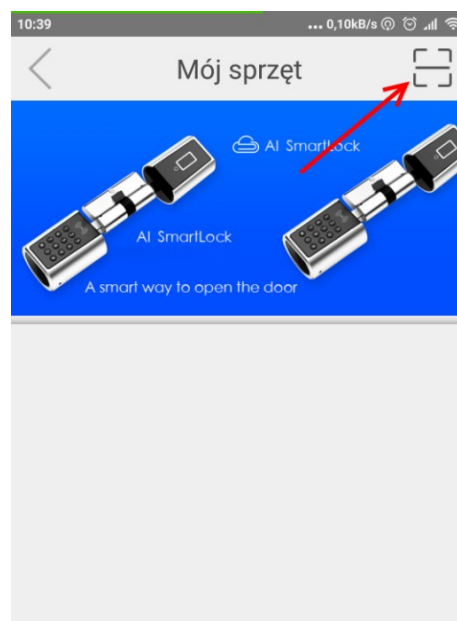 10:39
... 0,10kB/s
Mój sprzęt
AI SmartLock
AI SmartLock
A smart way to open the door